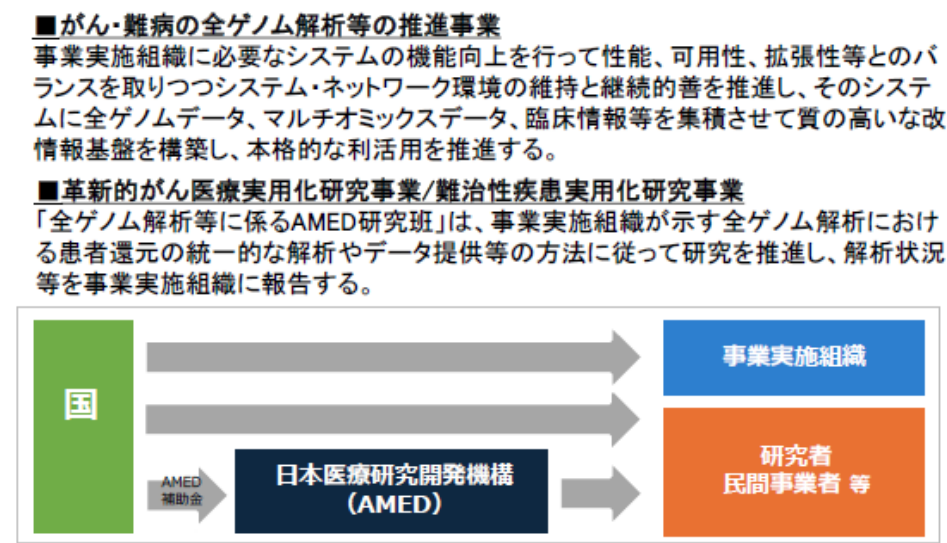 ■がん・難病の全ゲノム解析等の推進事業
事業実施組織に必要なシステムの機能向上を行って性能、可用性、拡張性等とのバ
ランスを取りつつシステム・ネットワーク環境の維持と継続的善を推進し、そのシステ
ムに全ゲノムデータ、マルチオミックスデータ、臨床情報等を集積させて質の高いな改
情報基盤を構築し、本格的な利活用を推進する。
■革新的がん医療実用化研究事業/難治性疾患実用化研究事業
「全ゲノム解析等に係るAMED研究班」は、事業実施組織が示す全ゲノム解析におけ
る患者還元の統一的な解析やデータ提供等の方法に従って研究を推進し、解析状況
等を事業実施組織に報告する。
国
事業実施組織
研究者
民間事業者 等
AMED
補助金
日本医療研究開発機構
（AMED）